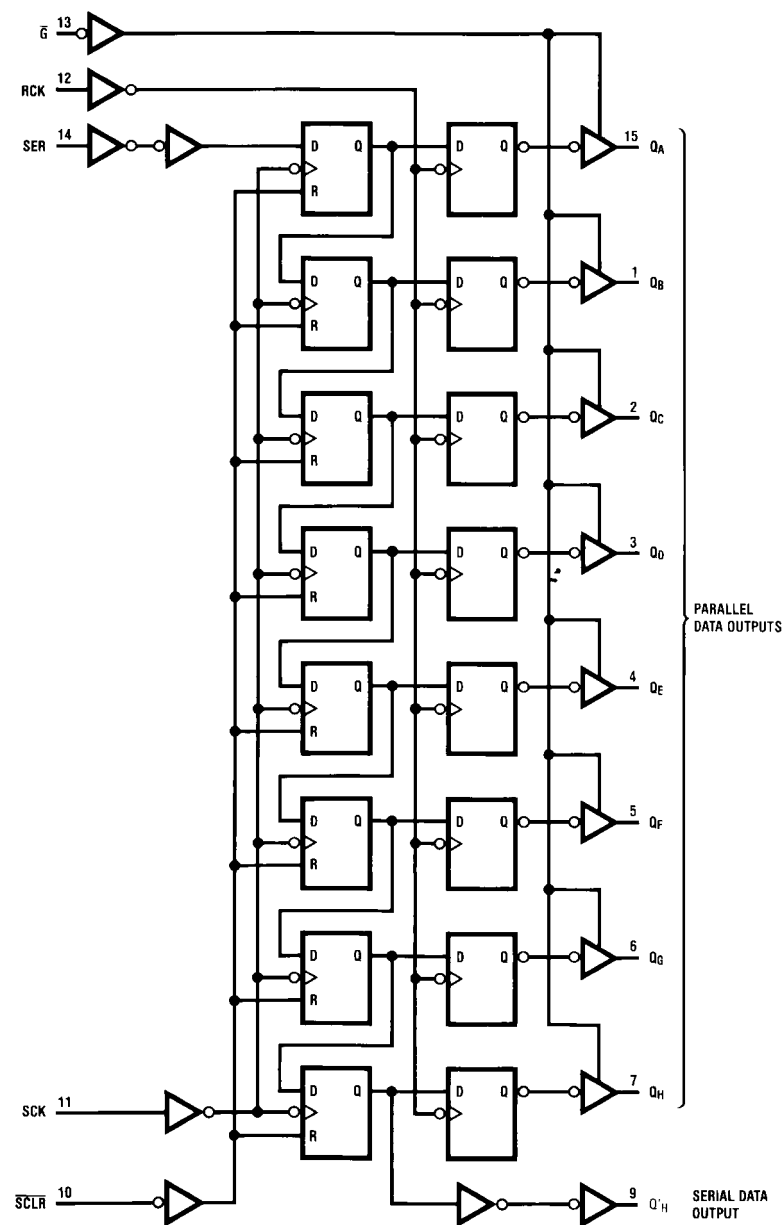 G 13
RCK 12
SER 14
D Q D Q 15 QA
R
D Q D Q 1 QB
R
D Q D Q 2 QC
R
D Q D Q 3 QD
R
D Q D Q 4 QE
R
PARALLEL
DATA OUTPUTS
D Q D Q 5 QF
R
D Q D Q 6 QG
R
D Q D Q 7 QH
SCK 11
R
SCLR 10
9 Q'H SERIAL DATA
OUTPUT